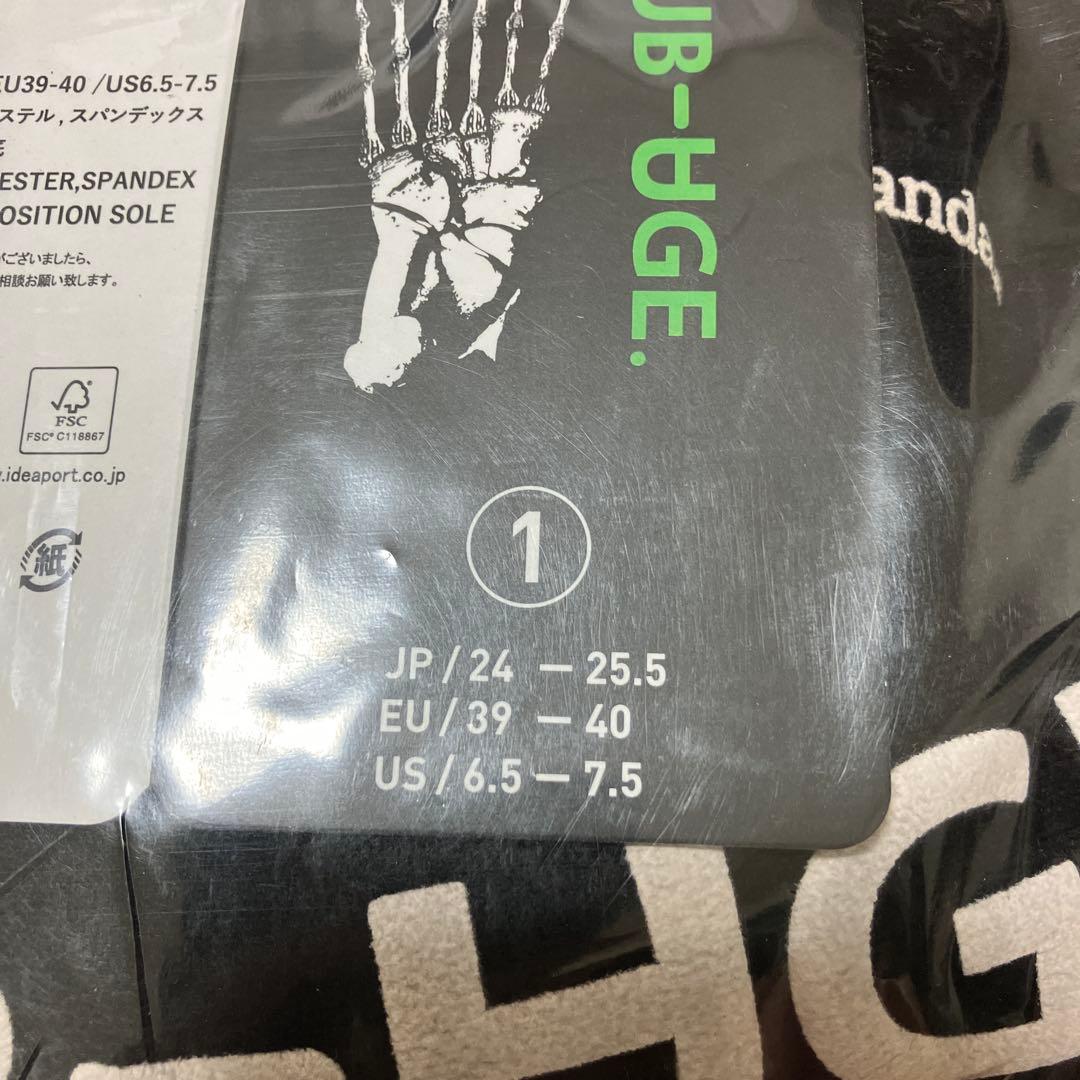 EU39-40 /US6.5-7.5
ステル , スパンデックス
ESTER,SPANDEX
OSITION SOLE
がございましたら、
相談お願い致します。
FSC
FSC® C118867
.ideaport.co.jp
紙
UB-UGE.
1
JP / 24 — 25.5
EU / 39 — 40
US / 6.5 — 7.5
anda
HG